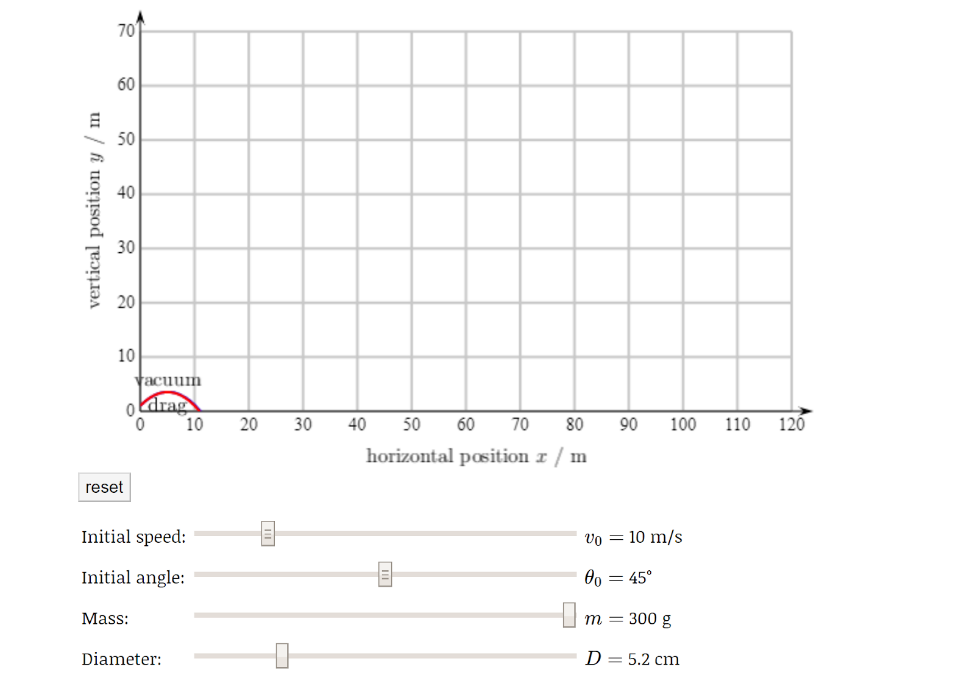 70
60
50
40
30
20
10
0
vertical position y / m
vacuum
drag
0 10 20 30 40 50 60 70 80 90 100 110 120
horizontal position x / m
reset
Initial speed: v₀ = 10 m/s
Initial angle: θ₀ = 45°
Mass: m = 300 g
Diameter: D = 5.2 cm